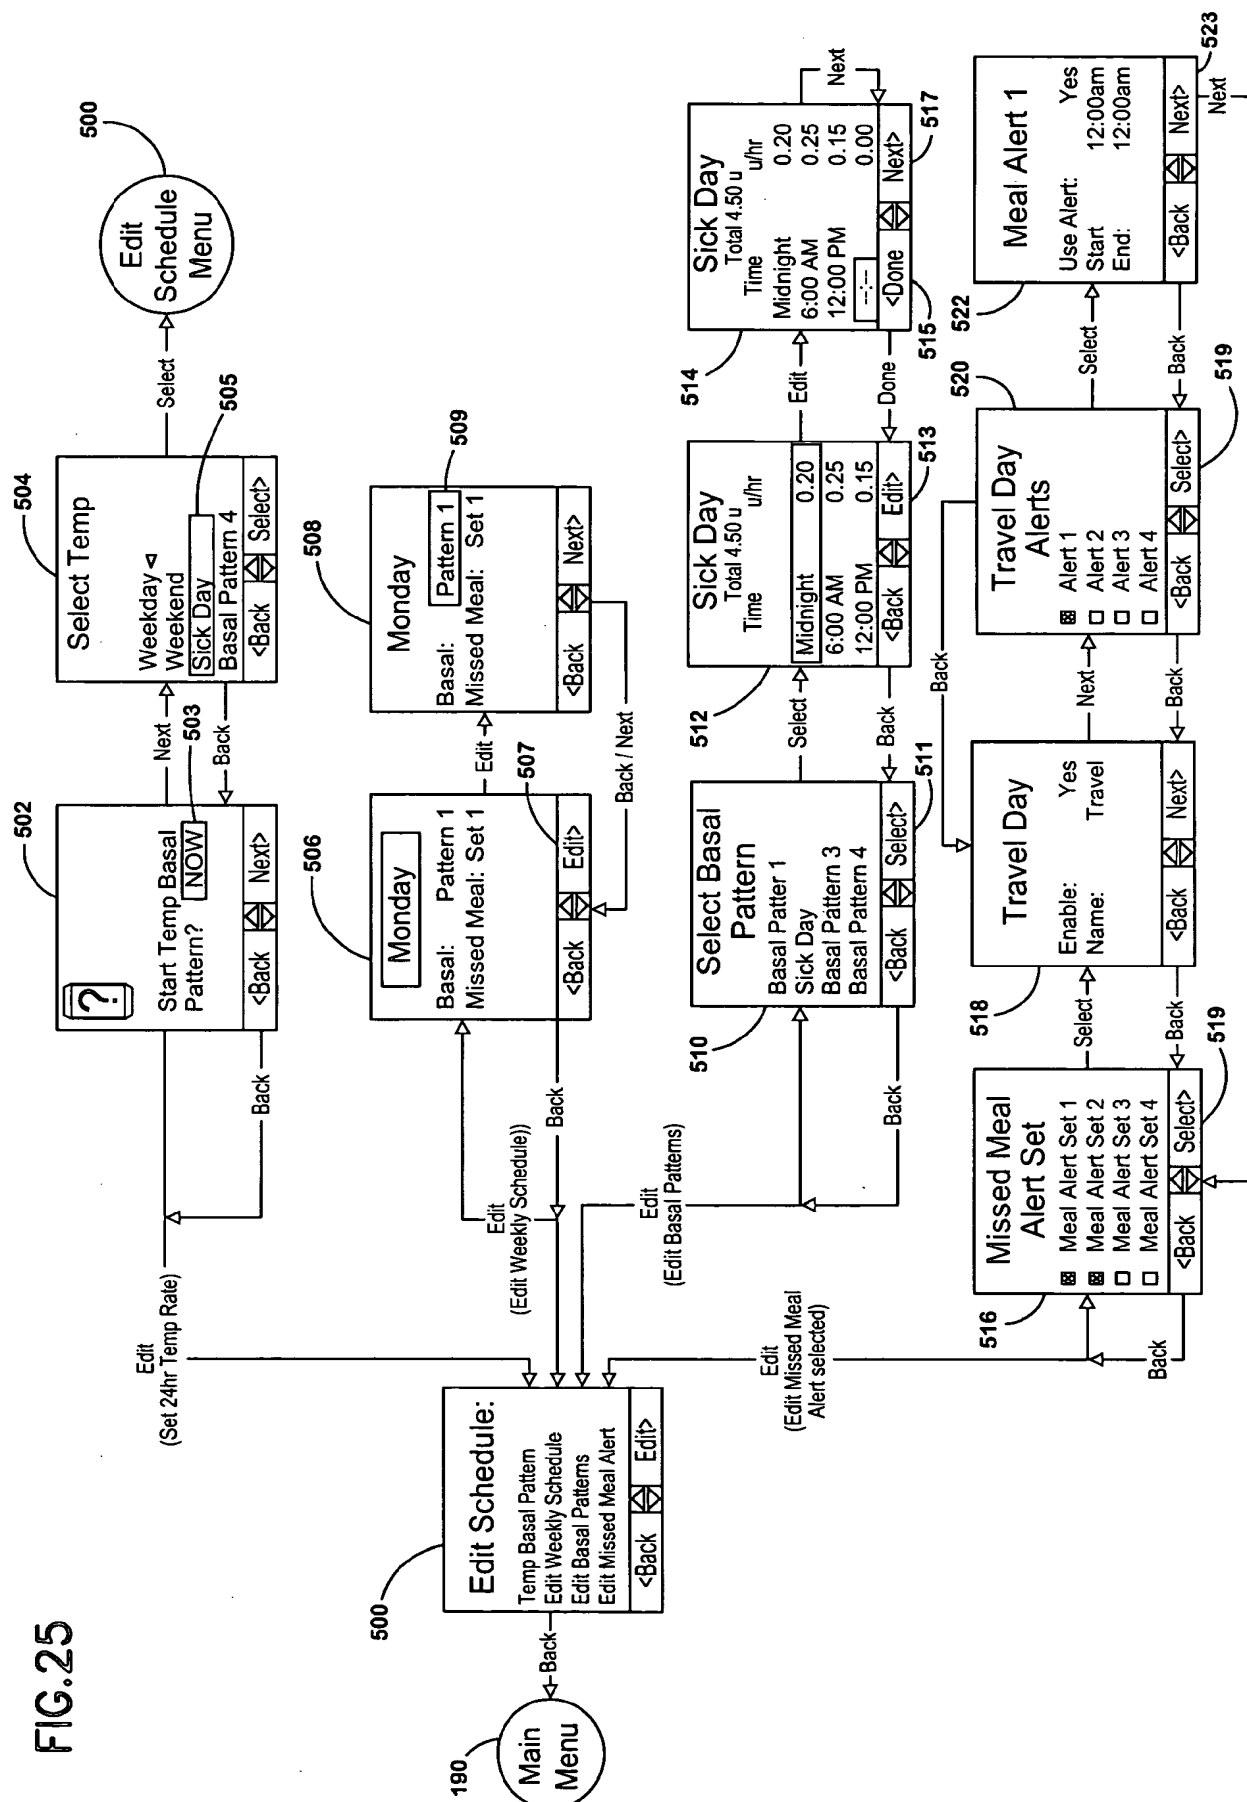 FIG.25
190
Main
Menu
Back
500
Edit Schedule:
Temp Basal Pattern
Edit Weekly Schedule
Edit Basal Patterns
Edit Missed Meal Alert
<Back
Edit>
Edit
(Set 24hr Temp Rate)
Back
502
?
Start Temp Basal
Pattern?
NOW
503
<Back
Next>
Next
Back
504
Select Temp
Weekday
Weekend
Sick Day
Basal Pattern 4
505
<Back
Select>
Select
500
Edit
Schedule
Menu
Edit
(Edit Weekly Schedule))
Back
506
Monday
Basal: Pattern 1
Missed Meal: Set 1
507
<Back
Edit>
Edit
Back / Next
508
Monday
Basal: Pattern 1
Missed Meal: Set 1
509
<Back
Next>
Edit
(Edit Basal Patterns)
Back
510
Select Basal
Pattern
Basal Patter 1
Sick Day
Basal Pattern 3
Basal Pattern 4
<Back
Select>
511
Select
Back
512
Sick Day
Total 4.50 u
Time u/hr
Midnight 0.20
6:00 AM 0.25
12:00 PM 0.15
<Back
Edit>
513
Edit
Done
514
Sick Day
Total 4.50 u
Time u/hr
Midnight 0.20
6:00 AM 0.25
12:00 PM 0.15
--:-- 0.00
<Done
Next>
515
517
Next
Edit
(Edit Missed Meal
Alert selected)
Back
516
Missed Meal
Alert Set
Meal Alert Set 1
Meal Alert Set 2
Meal Alert Set 3
Meal Alert Set 4
<Back
Select>
519
Select
Back
518
Travel Day
Enable: Yes
Name: Travel
<Back
Next>
Next
Back
Back
520
Travel Day
Alerts
Alert 1
Alert 2
Alert 3
Alert 4
<Back
Select>
519
Select
Back
522
Meal Alert 1
Use Alert: Yes
Start 12:00am
End: 12:00am
<Back
Next>
523
Next